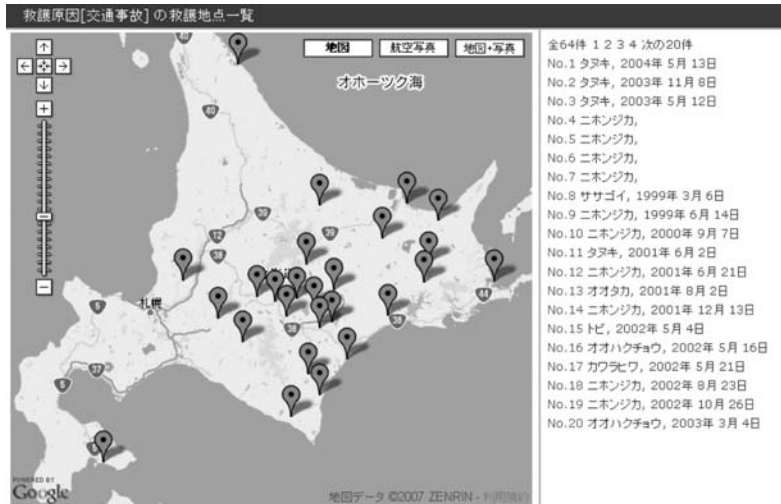 救護原因[交通事故] の救護地点一覧
地図 航空写真 地図+写真
オホーツク海
40
40
39
39
12
38
札幌
5
37
5
38
38
44
5
POWERED BY
Google
地図データ ©2007 ZENRIN - 利用規約
全64件 1 2 3 4 次の20件
No.1 タヌキ, 2004年 5月 13日
No.2 タヌキ, 2003年 11月 8日
No.3 タヌキ, 2003年 5月 12日
No.4 ニホンジカ,
No.5 ニホンジカ,
No.6 ニホンジカ,
No.7 ニホンジカ,
No.8 ササゴイ, 1999年 3月 6日
No.9 ニホンジカ, 1999年 6月 14日
No.10 ニホンジカ, 2000年 9月 7日
No.11 タヌキ, 2001年 6月 2日
No.12 ニホンジカ, 2001年 6月 21日
No.13 オオタカ, 2001年 8月 2日
No.14 ニホンジカ, 2001年 12月 13日
No.15 トビ, 2002年 5月 4日
No.16 オオハクチョウ, 2002年 5月 16日
No.17 カワラヒワ, 2002年 5月 21日
No.18 ニホンジカ, 2002年 8月 23日
No.19 ニホンジカ, 2002年 10月 26日
No.20 オオハクチョウ, 2003年 3月 4日